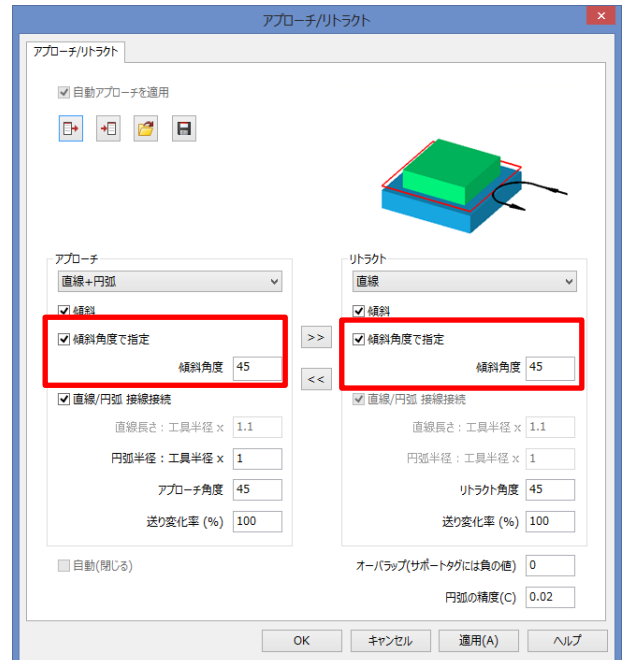 アプローチ/リトラクト
×
アプローチ/リトラクト
自動アプローチを適用
アプローチ
直線+円弧
傾斜
傾斜角度で指定
傾斜角度 45
直線/円弧 接線接続
直線長さ：工具半径 x 1.1
円弧半径：工具半径 x 1
アプローチ角度 45
送り変化率 (%) 100
自動(閉じる)
>>
<<
リトラクト
直線
傾斜
傾斜角度で指定
傾斜角度 45
直線/円弧 接線接続
直線長さ：工具半径 x 1.1
円弧半径：工具半径 x 1
リトラクト角度 45
送り変化率 (%) 100
オーバラップ(サポートタグには負の値) 0
円弧の精度(C) 0.02
OK
キャンセル
適用(A)
ヘルプ